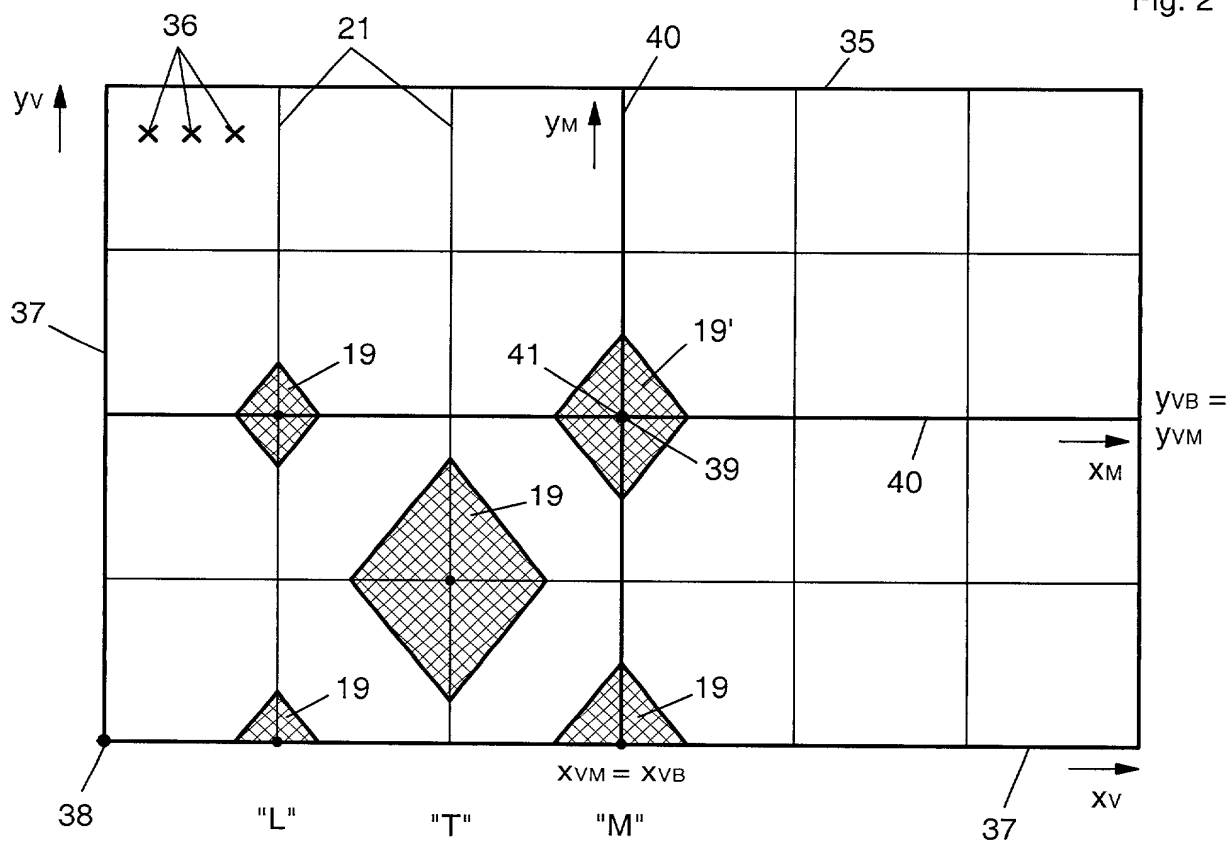 Fig. 2
36
21
40
35
yV
yM
37
19
41
19'
yVB =
yVM
xM
39
40
19
19
19
xVM = xVB
xV
38
"L"
"T"
"M"
37